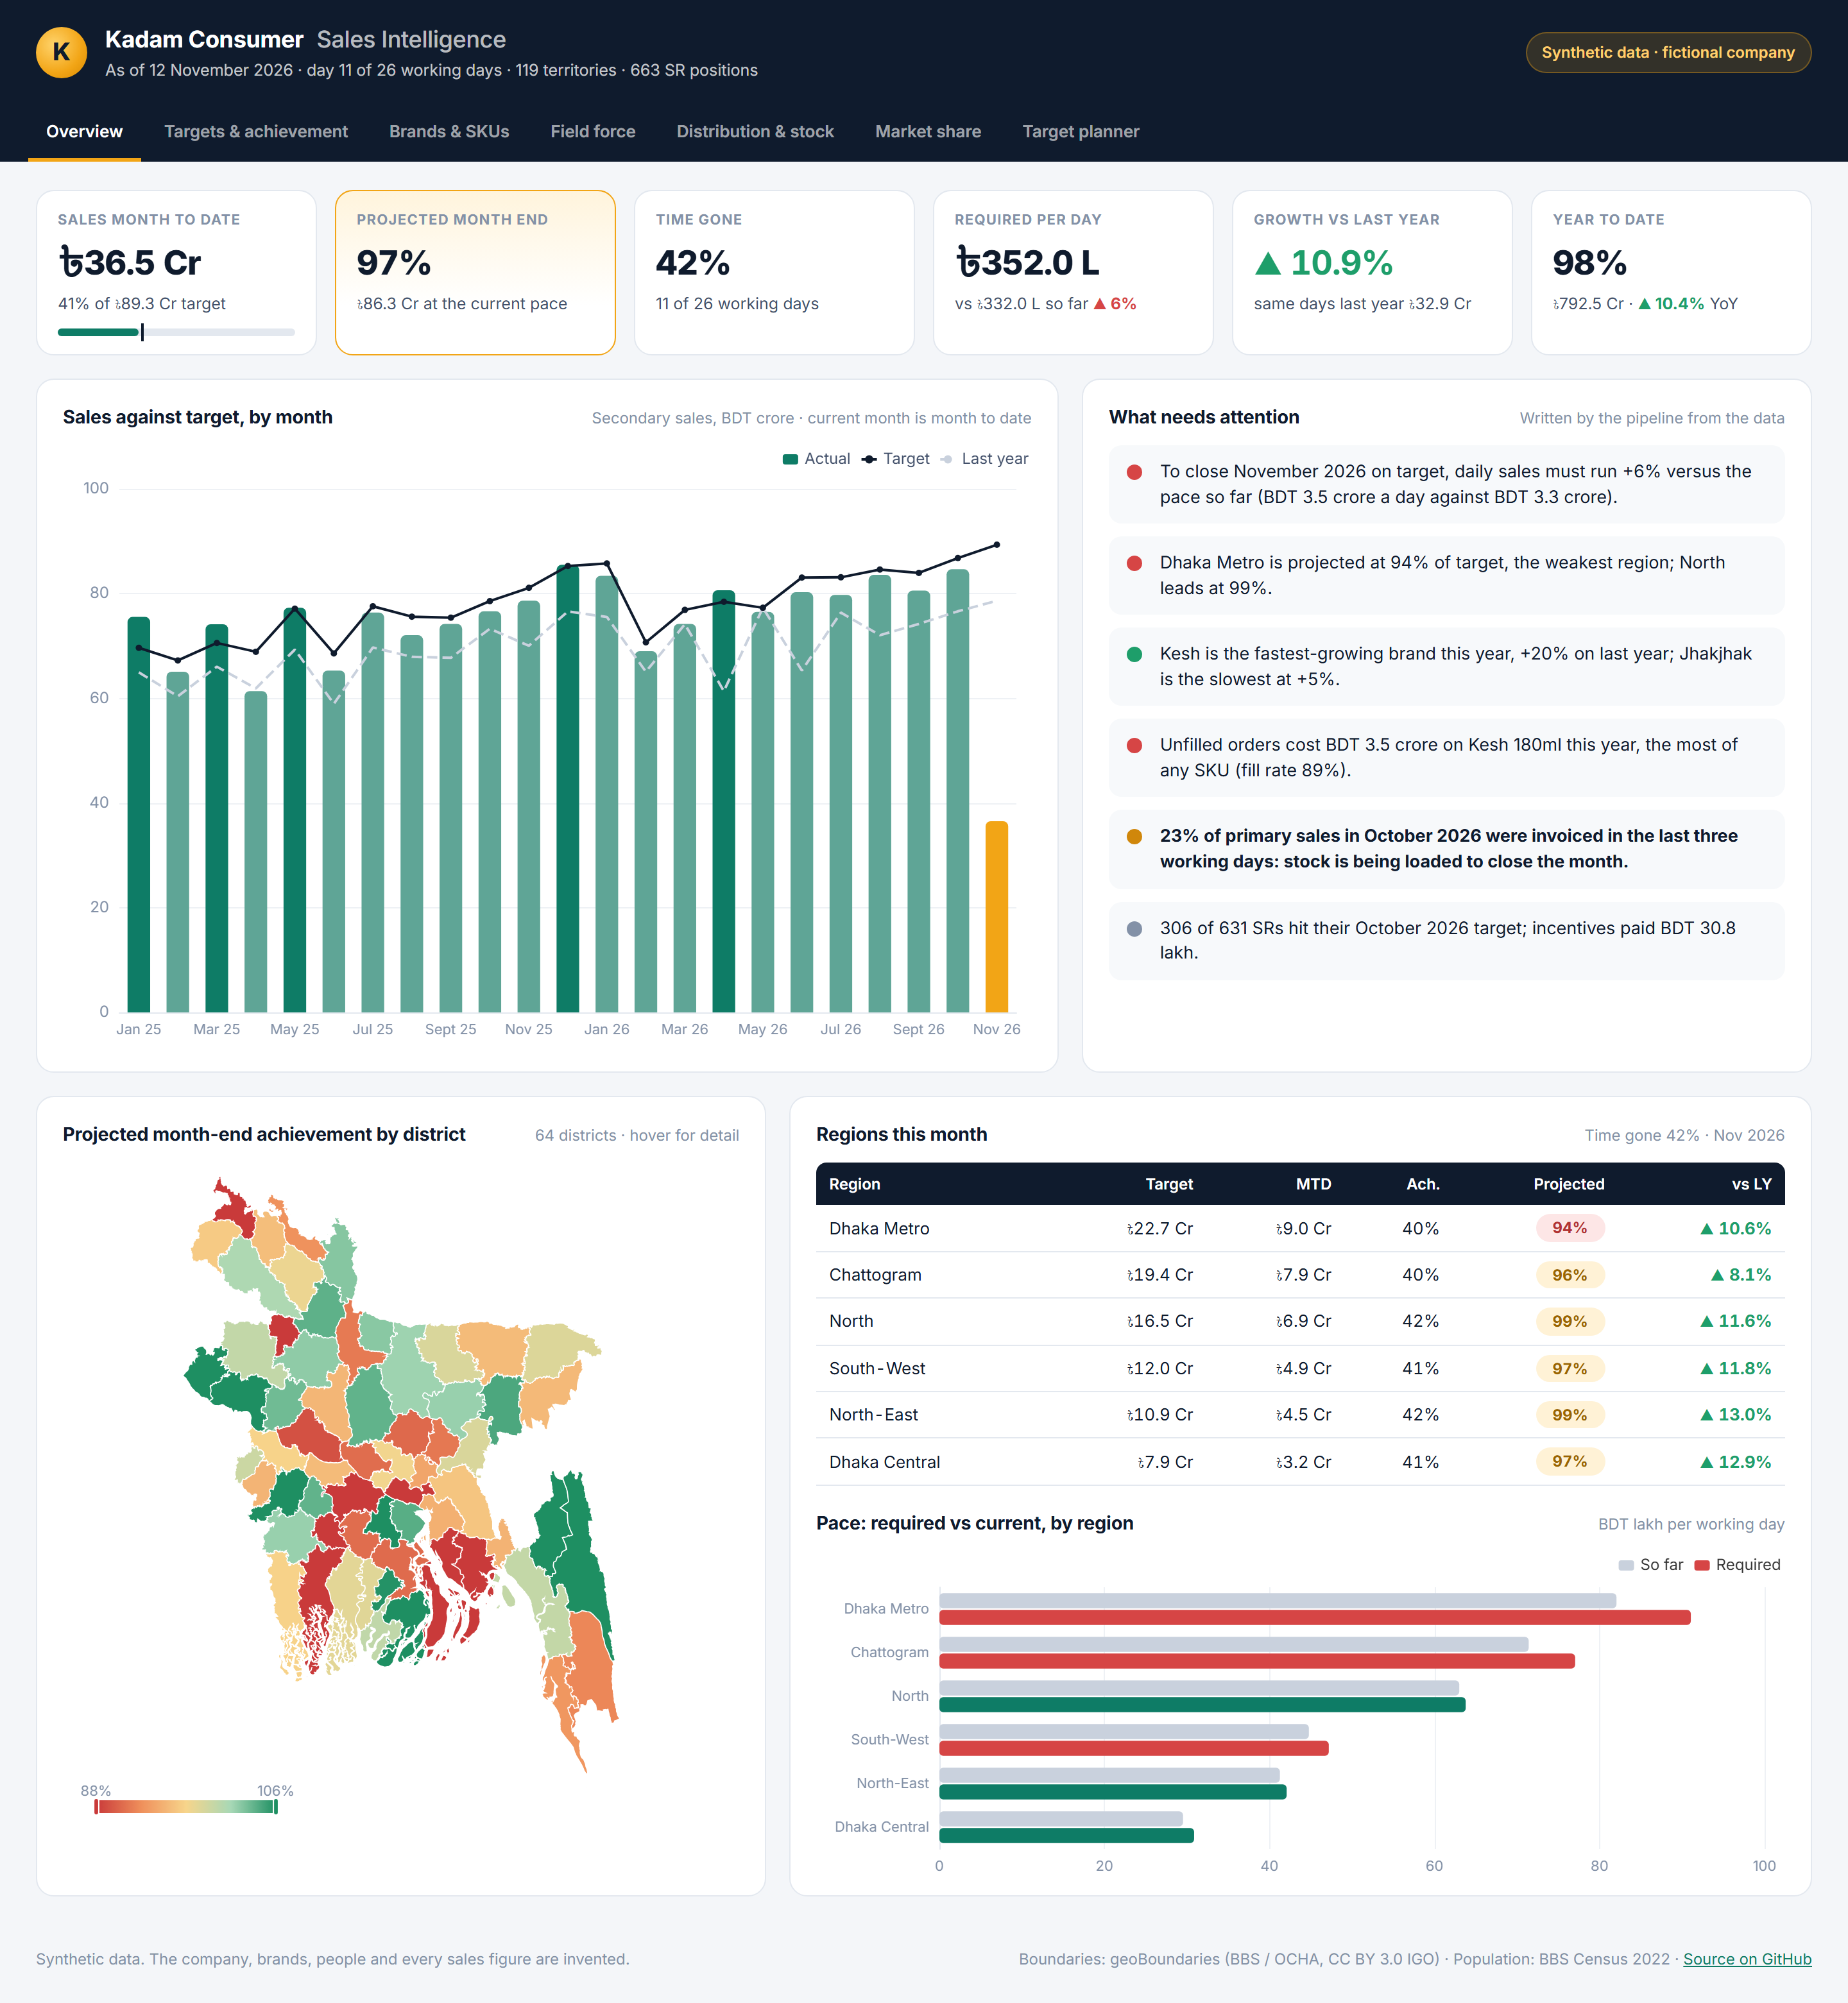 K
Kadam Consumer Sales Intelligence
As of 12 November 2026 · day 11 of 26 working days · 119 territories · 663 SR positions
Synthetic data · fictional company
Overview Targets & achievement Brands & SKUs Field force Distribution & stock Market share Target planner
SALES MONTH TO DATE
৳36.5 Cr
41% of ৳89.3 Cr target
PROJECTED MONTH END
97%
৳86.3 Cr at the current pace
TIME GONE
42%
11 of 26 working days
REQUIRED PER DAY
৳352.0 L
vs ৳332.0 L so far ▲ 6%
GROWTH VS LAST YEAR
▲ 10.9%
same days last year ৳32.9 Cr
YEAR TO DATE
98%
৳792.5 Cr · ▲ 10.4% YoY
Sales against target, by month
Secondary sales, BDT crore · current month is month to date
Actual Target Last year
100
80
60
40
20
0
Jan 25 Mar 25 May 25 Jul 25 Sept 25 Nov 25 Jan 26 Mar 26 May 26 Jul 26 Sept 26 Nov 26
What needs attention
Written by the pipeline from the data
To close November 2026 on target, daily sales must run +6% versus the
pace so far (BDT 3.5 crore a day against BDT 3.3 crore).
Dhaka Metro is projected at 94% of target, the weakest region; North
leads at 99%.
Kesh is the fastest-growing brand this year, +20% on last year; Jhakjhak
is the slowest at +5%.
Unfilled orders cost BDT 3.5 crore on Kesh 180ml this year, the most of
any SKU (fill rate 89%).
23% of primary sales in October 2026 were invoiced in the last three
working days: stock is being loaded to close the month.
306 of 631 SRs hit their October 2026 target; incentives paid BDT 30.8
lakh.
Projected month-end achievement by district
64 districts · hover for detail
88% 106%
Regions this month
Time gone 42% · Nov 2026
Region Target MTD Ach. Projected vs LY
Dhaka Metro ৳22.7 Cr ৳9.0 Cr 40% 94% ▲ 10.6%
Chattogram ৳19.4 Cr ৳7.9 Cr 40% 96% ▲ 8.1%
North ৳16.5 Cr ৳6.9 Cr 42% 99% ▲ 11.6%
South-West ৳12.0 Cr ৳4.9 Cr 41% 97% ▲ 11.8%
North-East ৳10.9 Cr ৳4.5 Cr 42% 99% ▲ 13.0%
Dhaka Central ৳7.9 Cr ৳3.2 Cr 41% 97% ▲ 12.9%
Pace: required vs current, by region
BDT lakh per working day
So far Required
Dhaka Metro
Chattogram
North
South-West
North-East
Dhaka Central
0 20 40 60 80 100
Synthetic data. The company, brands, people and every sales figure are invented.
Boundaries: geoBoundaries (BBS / OCHA, CC BY 3.0 IGO) · Population: BBS Census 2022 · Source on GitHub